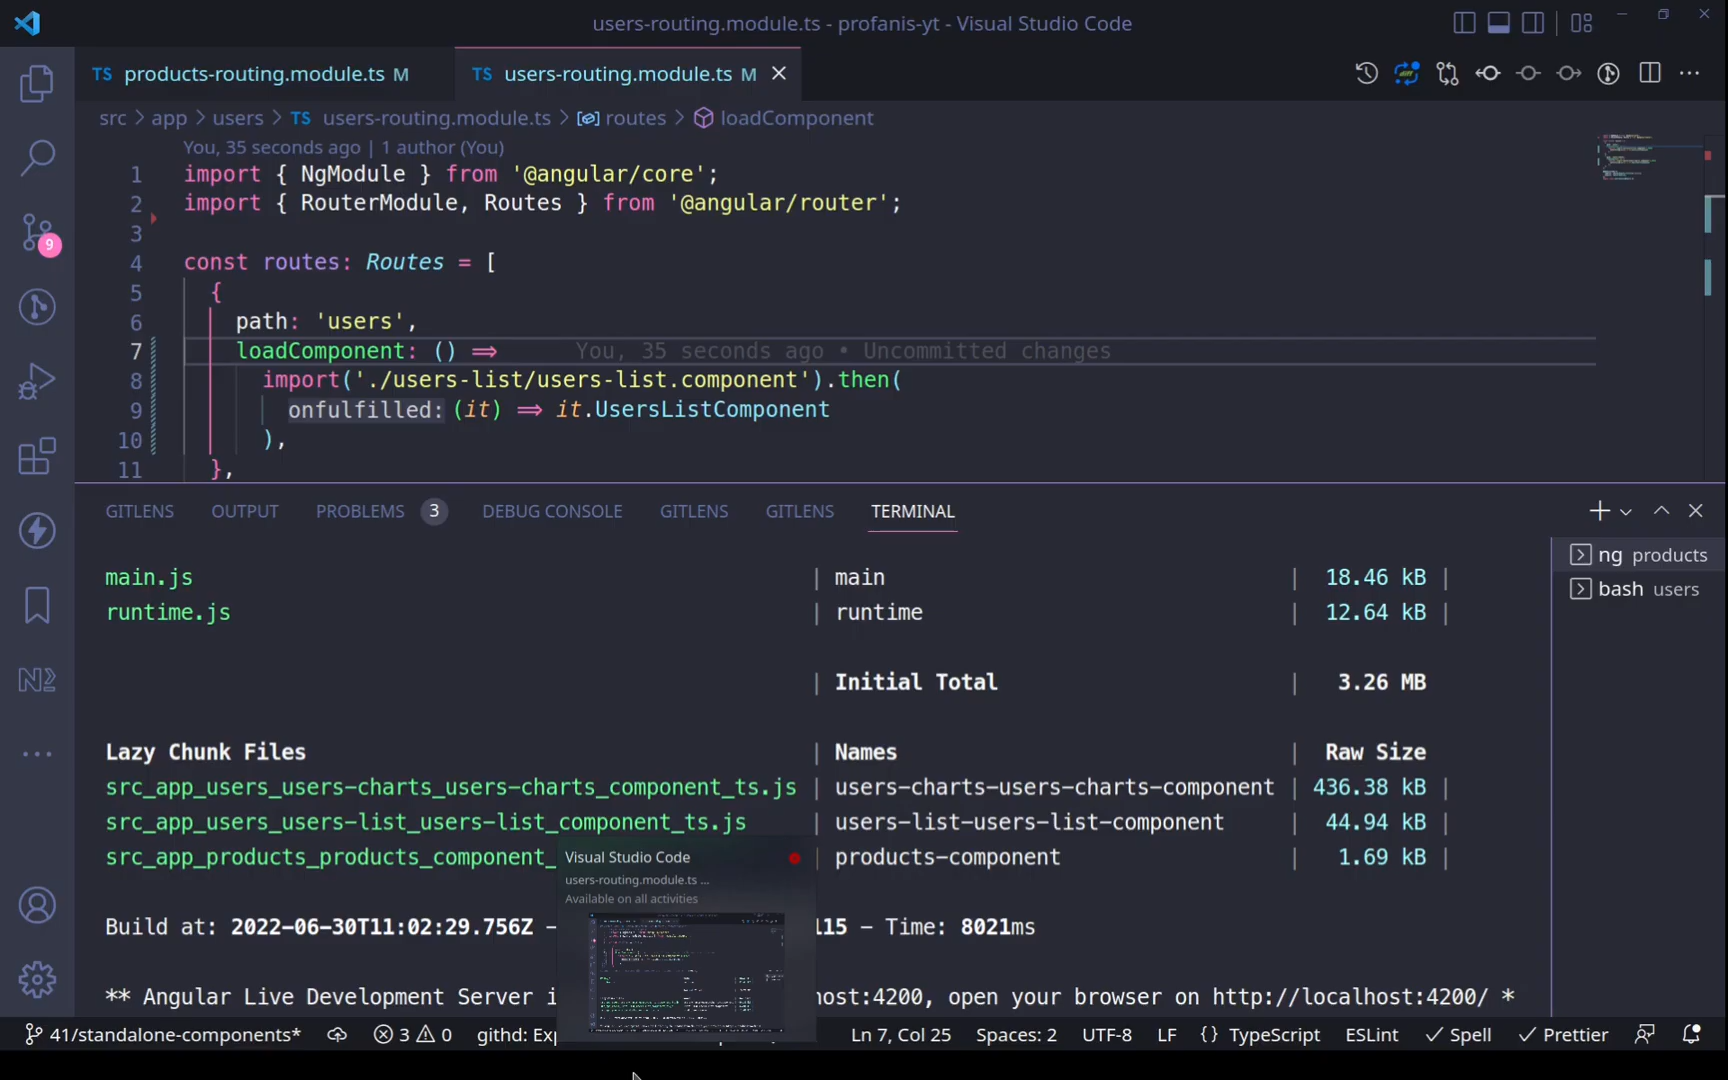 users-routing.module.ts - profanis-yt - Visual Studio Code
TS products-routing.module.ts M
TS users-routing.module.ts M
src > app > users > TS users-routing.module.ts > routes > loadComponent
You, 35 seconds ago | 1 author (You)
1 import { NgModule } from '@angular/core';
2 import { RouterModule, Routes } from '@angular/router';
3
4 const routes: Routes = [
5 {
6 path: 'users',
7 loadComponent: () => You, 35 seconds ago • Uncommitted changes
8 import('./users-list/users-list.component').then(
9 onfulfilled: (it) => it.UsersListComponent
10 ),
11 },
9
GITLENS OUTPUT PROBLEMS 3 DEBUG CONSOLE GITLENS GITLENS TERMINAL
ng products
bash users
main.js | main | 18.46 kB |
runtime.js | runtime | 12.64 kB |
| Initial Total | 3.26 MB
Lazy Chunk Files | Names | Raw Size
src_app_users_users-charts_users-charts_component_ts.js | users-charts-users-charts-component | 436.38 kB |
src_app_users_users-list_users-list_component_ts.js | users-list-users-list-component | 44.94 kB |
src_app_products_products_component_ | products-component | 1.69 kB |
Visual Studio Code
users-routing.module.ts ...
Available on all activities
Build at: 2022-06-30T11:02:29.756Z - 115 - Time: 8021ms
** Angular Live Development Server i host:4200, open your browser on http://localhost:4200/ *
41/standalone-components* 3 0 githd: Exp Ln 7, Col 25 Spaces: 2 UTF-8 LF {} TypeScript ESLint Spell Prettier